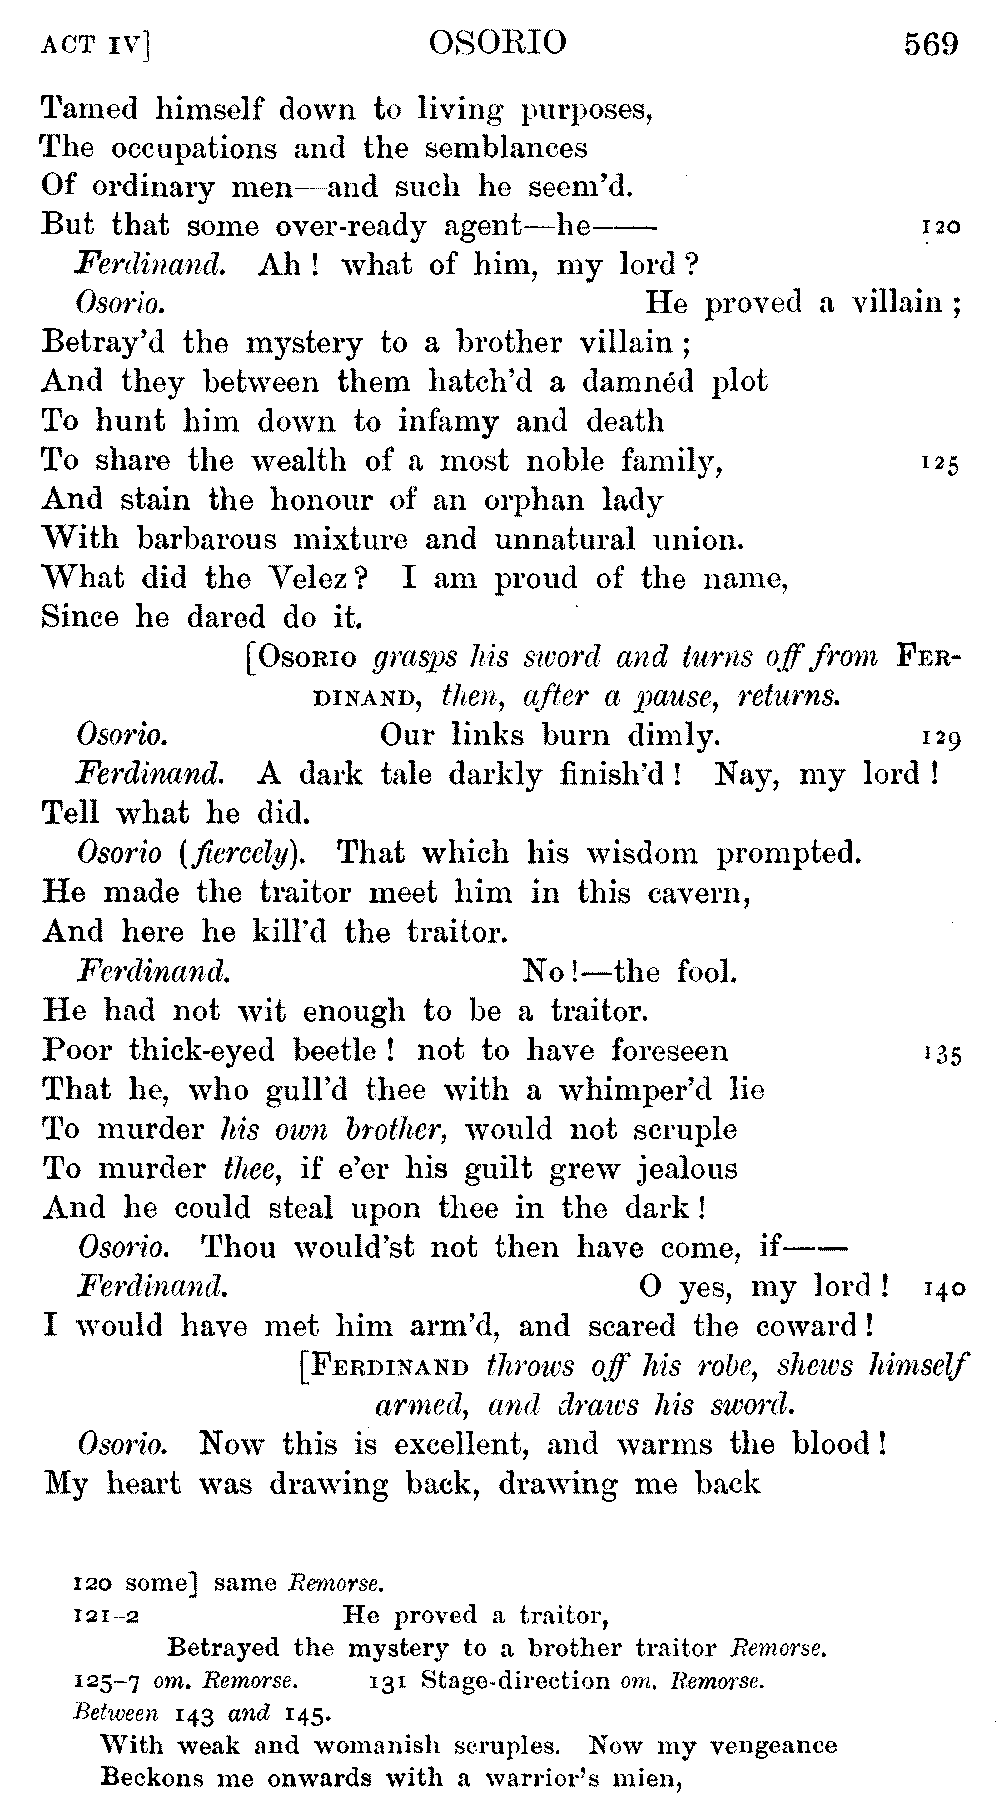 ACT IV] OSORIO 569
Tamed himself down to living purposes,
The occupations and the semblances
Of ordinary men—and such he seem'd.
But that some over-ready agent—he—— 120
Ferdinand. Ah! what of him, my lord?
Osorio. He proved a villain;
Betray'd the mystery to a brother villain;
And they between them hatch'd a damnéd plot
To hunt him down to infamy and death
To share the wealth of a most noble family, 125
And stain the honour of an orphan lady
With barbarous mixture and unnatural union.
What did the Velez? I am proud of the name,
Since he dared do it.
[OSORIO grasps his sword and turns off from FER-
DINAND, then, after a pause, returns.
Osorio. Our links burn dimly. 129
Ferdinand. A dark tale darkly finish'd! Nay, my lord!
Tell what he did.
Osorio (fiercely). That which his wisdom prompted.
He made the traitor meet him in this cavern,
And here he kill'd the traitor.
Ferdinand. No!—the fool.
He had not wit enough to be a traitor.
Poor thick-eyed beetle! not to have foreseen 135
That he, who gull'd thee with a whimper'd lie
To murder his own brother, would not scruple
To murder thee, if e'er his guilt grew jealous
And he could steal upon thee in the dark!
Osorio. Thou would'st not then have come, if——
Ferdinand. O yes, my lord! 140
I would have met him arm'd, and scared the coward!
[FERDINAND throws off his robe, shews himself
armed, and draws his sword.
Osorio. Now this is excellent, and warms the blood!
My heart was drawing back, drawing me back
120 some] same Remorse.
121-2 He proved a traitor,
Betrayed the mystery to a brother traitor Remorse.
125-7 om. Remorse. 131 Stage-direction om. Remorse.
Between 143 and 145.
With weak and womanish scruples. Now my vengeance
Beckons me onwards with a warrior's mien,